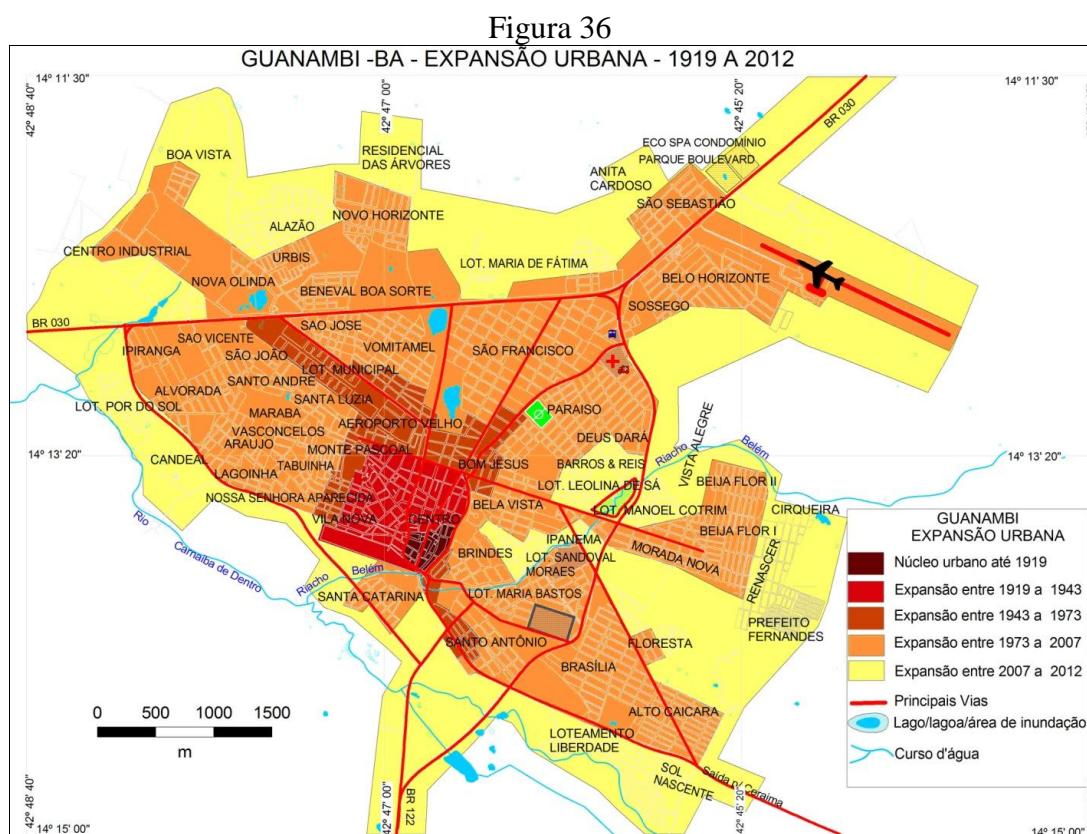 Figura 36
GUANAMBI -BA - EXPANSÃO URBANA - 1919 A 2012
14º 11' 30"
14º 11' 30"
42º 48' 40"
42º 47' 00"
42º 45' 20"
BR 030
ECO SPA CONDOMÍNIO
PARQUE BOULEVARD
BOA VISTA
RESIDENCIAL
DAS ÁRVORES
ANITA
CARDOSO
SÃO SEBASTIÃO
NOVO HORIZONTE
ALAZÃO
CENTRO INDUSTRIAL
URBIS
LOT. MARIA DE FÁTIMA
BELO HORIZONTE
NOVA OLINDA
BENEVAL BOA SORTE
SOSSEGO
BR 030
SAO JOSE
SAO VICENTE
IPIRANGA
VOMITAMEL
SÃO FRANCISCO
SÃO JOÃO
LOT. MUNICIPAL
SANTO ANDRE
ALVORADA
SANTA LUZIA
LOT. POR DO SOL
MARABA
PARAISO
AEROPORTO VELHO
VASCONCELOS
ARAUJO
DEUS DARÁ
VISTA ALEGRE
MONTE PASCOAL
Riacho Belém
14º 13' 20"
14º 13' 20"
CANDEAL
TABUINHA
BOM JESUS
BARROS & REIS
LAGOINHA
LOT. LEOLINA DE SÁ
BEIJA FLOR II
NOSSA SENHORA APARECIDA
BELA VISTA
LOT. MANOEL COTRIM
CIRQUEIRA
VILA NOVA
CENTRO
BEIJA FLOR I
Rio Carnaiba de Dentro
IPANEMA
BRINDES
LOT. SANDOVAL
MORAES
MORADA NOVA
RENASCER
Riacho Belém
SANTA CATARINA
LOT. MARIA BASTOS
PREFEITO
FERNANDES
SANTO ANTÔNIO
FLORESTA
BRASÍLIA
ALTO CAICARA
LOTEAMENTO
LIBERDADE
SOL
NASCENTE
Saída p/ Ceraima
BR 122
0 500 1000 1500
m
GUANAMBI
EXPANSÃO URBANA
Núcleo urbano até 1919
Expansão entre 1919 a 1943
Expansão entre 1943 a 1973
Expansão entre 1973 a 2007
Expansão entre 2007 a 2012
Principais Vias
Lago/lagoa/área de inundação
Curso d'água
42º 48' 40"
42º 47' 00"
42º 45' 20"
14º 15' 00"
14º 15' 00"